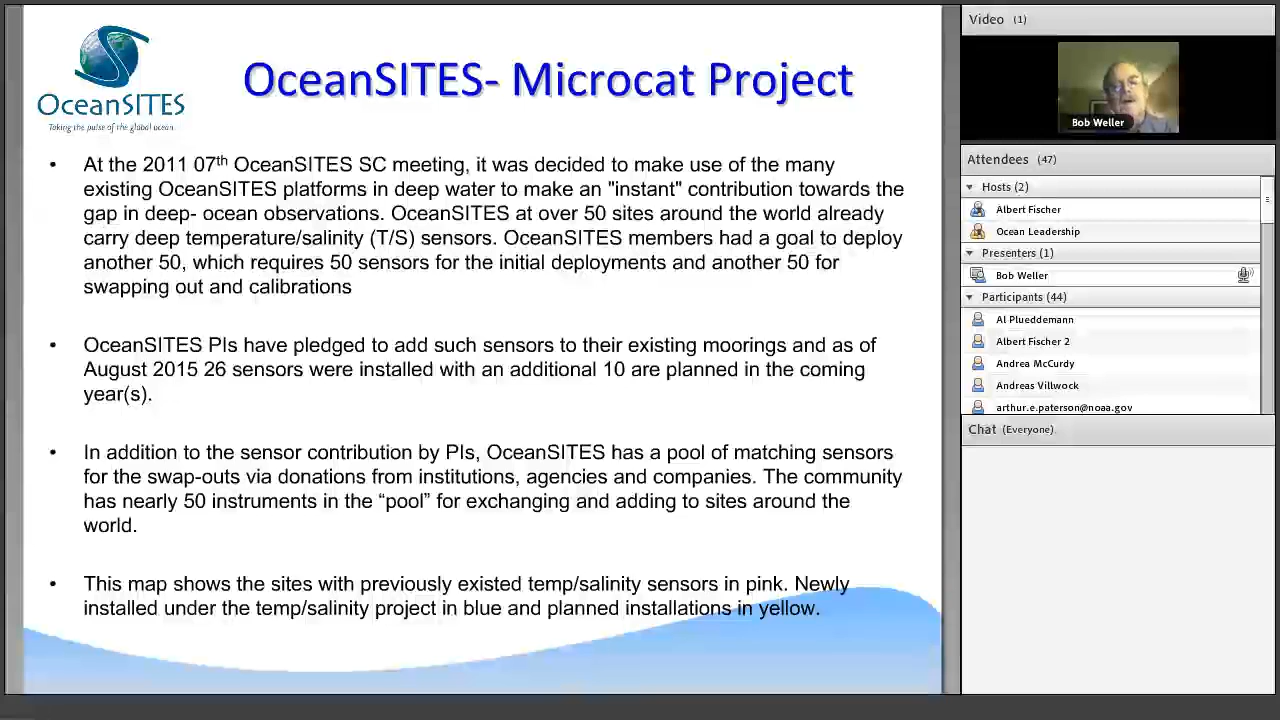 OceanSITES
Taking the pulse of the global ocean
OceanSITES- Microcat Project
• At the 2011 07th OceanSITES SC meeting, it was decided to make use of the many
existing OceanSITES platforms in deep water to make an "instant" contribution towards the
gap in deep- ocean observations. OceanSITES at over 50 sites around the world already
carry deep temperature/salinity (T/S) sensors. OceanSITES members had a goal to deploy
another 50, which requires 50 sensors for the initial deployments and another 50 for
swapping out and calibrations
• OceanSITES PIs have pledged to add such sensors to their existing moorings and as of
August 2015 26 sensors were installed with an additional 10 are planned in the coming
year(s).
• In addition to the sensor contribution by PIs, OceanSITES has a pool of matching sensors
for the swap-outs via donations from institutions, agencies and companies. The community
has nearly 50 instruments in the “pool” for exchanging and adding to sites around the
world.
• This map shows the sites with previously existed temp/salinity sensors in pink. Newly
installed under the temp/salinity project in blue and planned installations in yellow.
Video (1)
Bob Weller
Attendees (47)
Hosts (2)
Albert Fischer
Ocean Leadership
Presenters (1)
Bob Weller
Participants (44)
Al Plueddemann
Albert Fischer 2
Andrea McCurdy
Andreas Villwock
arthur.e.paterson@noaa.gov
Chat (Everyone)